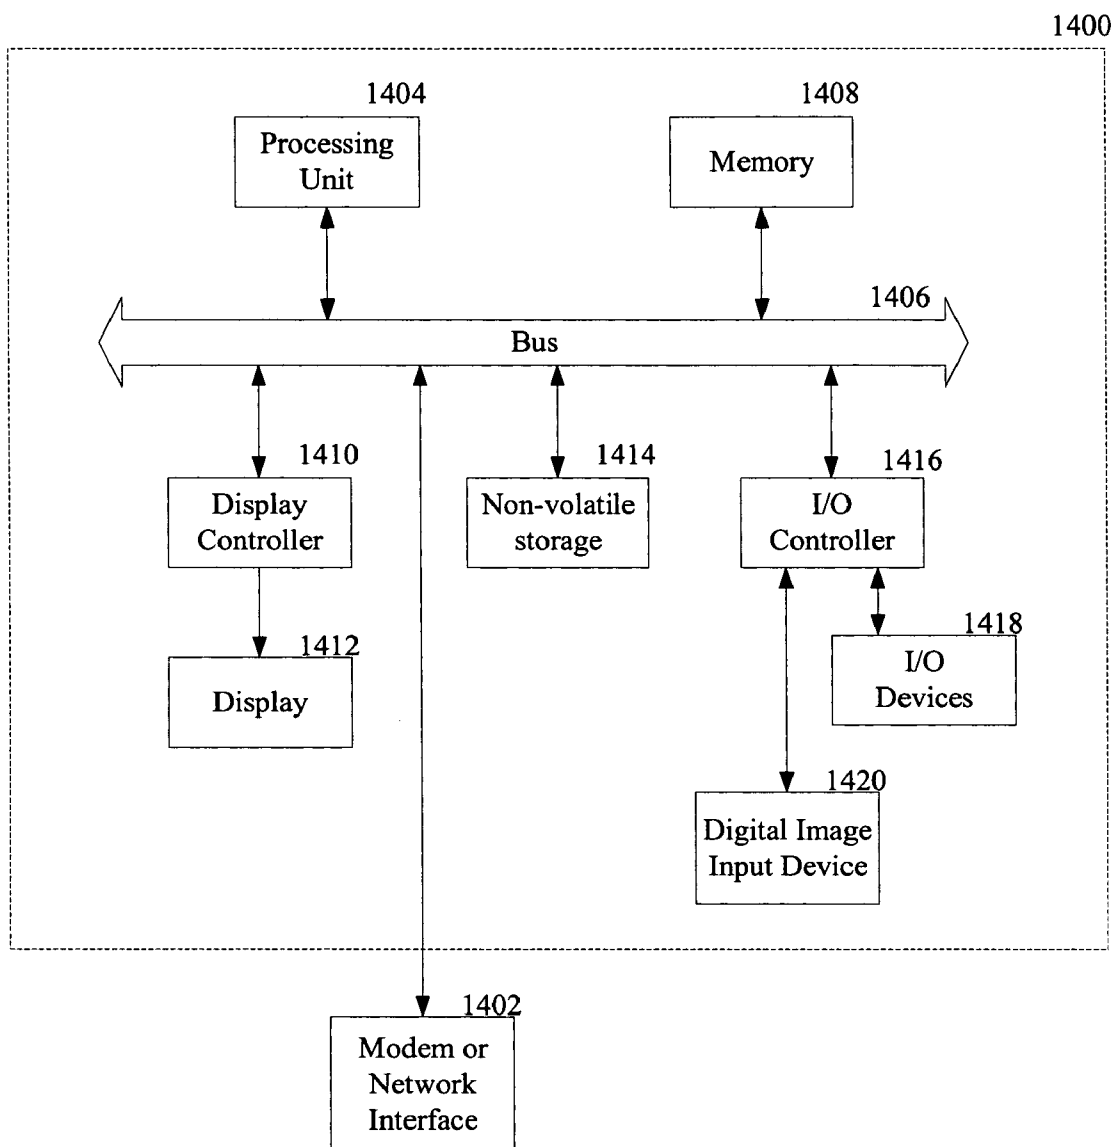 1400
1404
Processing
Unit
1408
Memory
1406
Bus
1410
Display
Controller
1414
Non-volatile
storage
1416
I/O
Controller
1412
Display
1418
I/O
Devices
1420
Digital Image
Input Device
1402
Modem or
Network
Interface